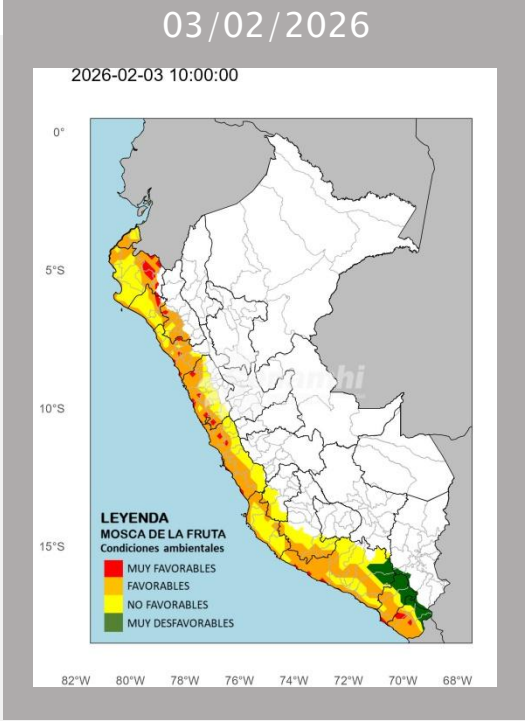 03/02/2026
2026-02-03 10:00:00
0°
5°S
10°S
15°S
LEYENDA
MOSCA DE LA FRUTA
Condiciones ambientales
MUY FAVORABLES
FAVORABLES
NO FAVORABLES
MUY DESFAVORABLES
82°W 80°W 78°W 76°W 74°W 72°W 70°W 68°W